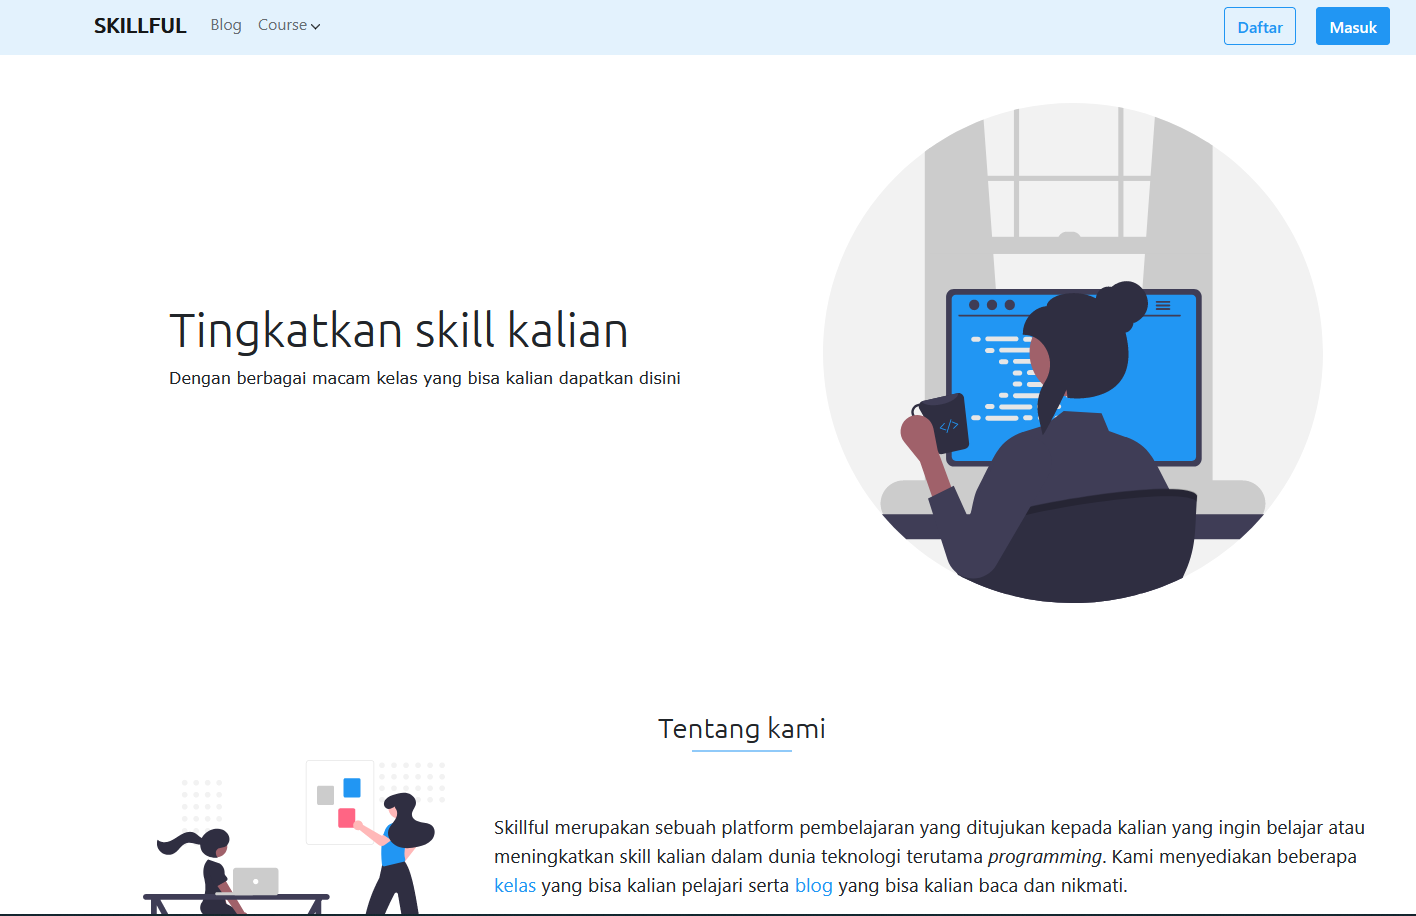 SKILLFUL Blog Course Daftar Masuk
Tingkatkan skill kalian
Dengan berbagai macam kelas yang bisa kalian dapatkan disini
</>
Tentang kami
Skillful merupakan sebuah platform pembelajaran yang ditujukan kepada kalian yang ingin belajar atau
meningkatkan skill kalian dalam dunia teknologi terutama programming. Kami menyediakan beberapa
kelas yang bisa kalian pelajari serta blog yang bisa kalian baca dan nikmati.